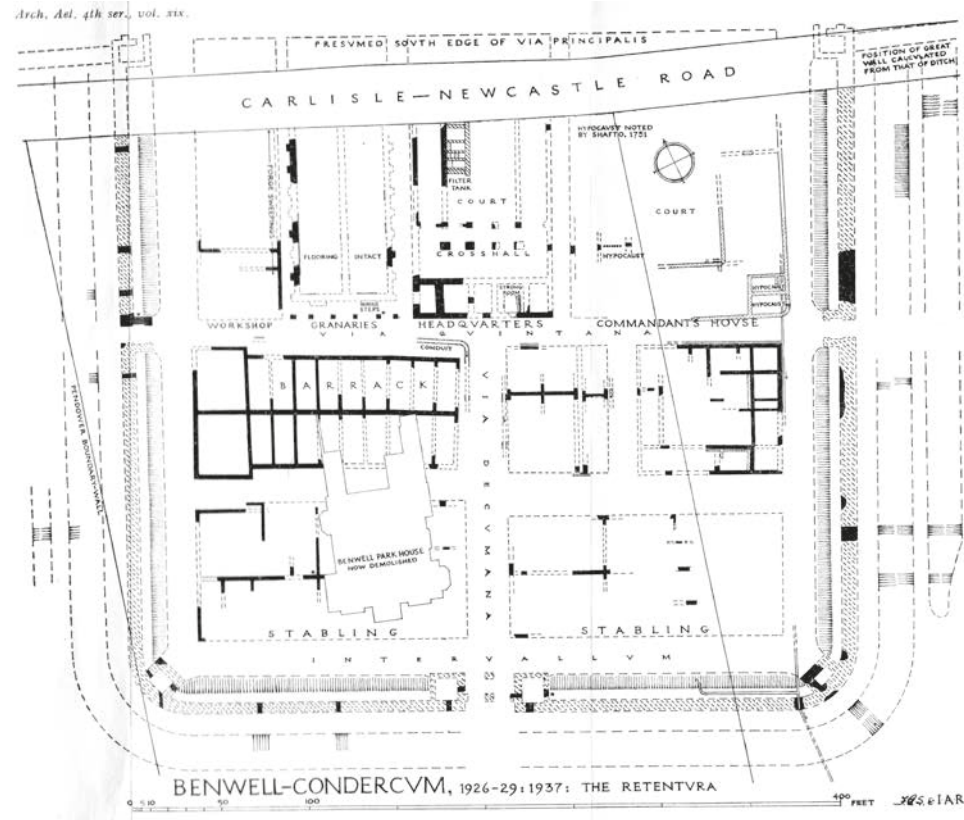 Arch. Ael. 4th ser., vol. xix.
PRESVMED SOVTH EDGE OF VIA PRINCIPALIS
POSITION OF GREAT
WALL CALCULATED
FROM THAT OF DITCH
CARLISLE—NEWCASTLE ROAD
HYPOCAVST NOTED
BY SHAFTO, 1751
FILTER
TANK
COURT
COURT
CROSSHALL
FLOORING INTACT
HYPOCAUST
STRONG
ROOM
HYPOCAUST
HYPOCAUST
STEPS
WORKSHOP
GRANARIES
HEADQVARTERS
COMMANDANTS HOVSE
VIA QVINTANA
CONDUIT
BARRACK
VIA DECVMANA
PENDOWER BOUNDARY-WALL
BENWELL PARK HOUSE
NOW DEMOLISHED
STABLING
STABLING
INTERVALLVM
BENWELL-CONDERCVM, 1926-29:1937: THE RETENTVRA
0 5 10 50 100 400 FEET
& IAR